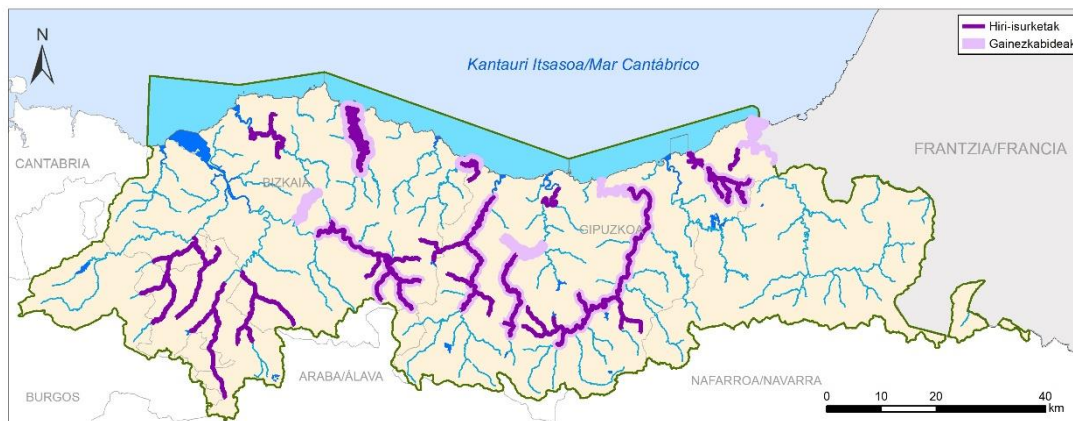 N
Kantauri Itsasoa/Mar Cantábrico
Hiri-isurketak
Gainezkabideak
CANTABRIA
BIZKAIA
GIPUZKOA
FRANTZIA/FRANCIA
ARABA/ÁLAVA
NAFARROA/NAVARRA
BURGOS
0 10 20 40
km